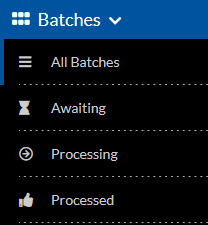 Batches
All Batches
Awaiting
Processing
Processed